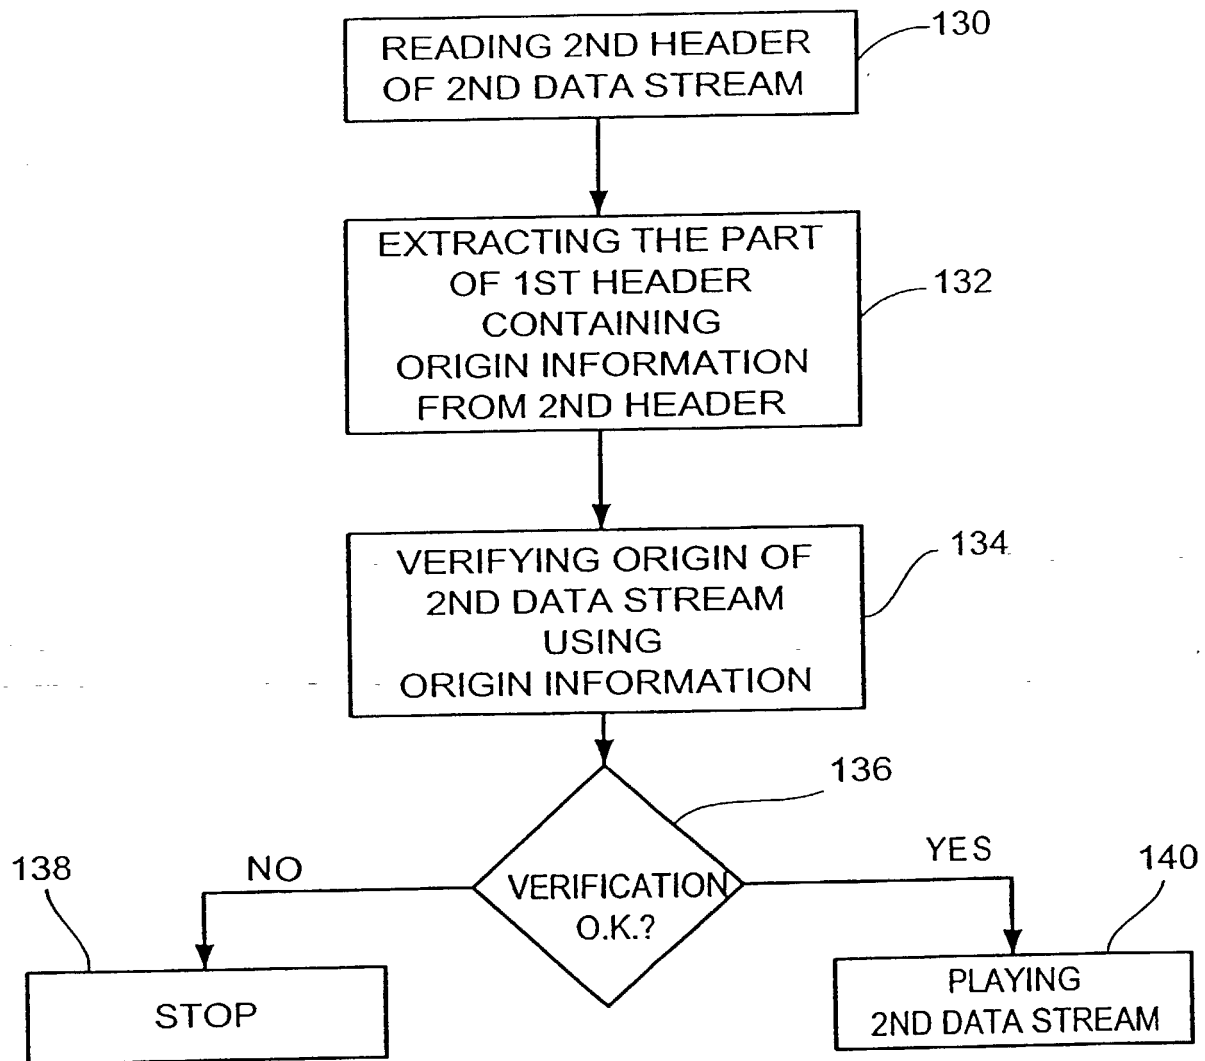 READING 2ND HEADER
OF 2ND DATA STREAM
130
EXTRACTING THE PART
OF 1ST HEADER
CONTAINING
ORIGIN INFORMATION
FROM 2ND HEADER
132
VERIFYING ORIGIN OF
2ND DATA STREAM
USING
ORIGIN INFORMATION
134
136
VERIFICATION
O.K.?
NO
138
STOP
YES
140
PLAYING
2ND DATA STREAM